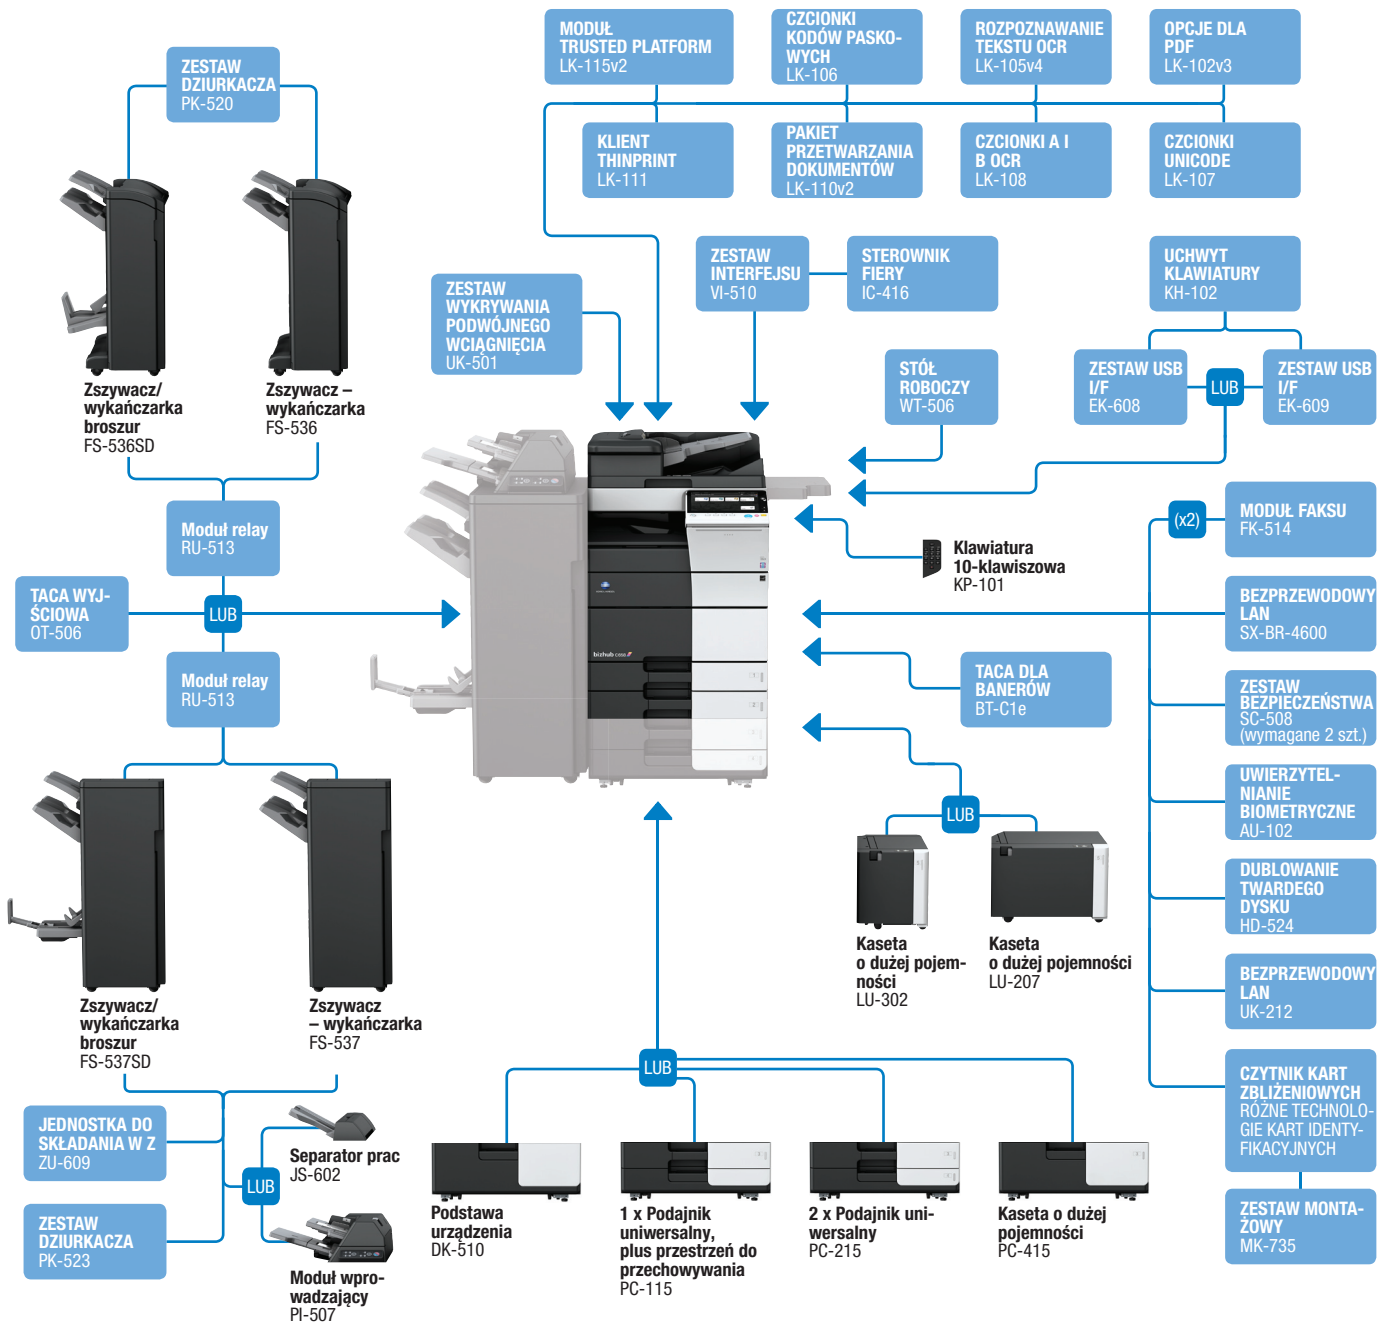 MODUŁ
TRUSTED PLATFORM
LK-115v2
CZCIONKI
KODÓW PASKO-
WYCH
LK-106
ROZPOZNAWANIE
TEKSTU OCR
LK-105v4
OPCJE DLA
PDF
LK-102v3
ZESTAW
DZIURKACZA
PK-520
KLIENT
THINPRINT
LK-111
PAKIET
PRZETWARZANIA
DOKUMENTÓW
LK-110v2
CZCIONKI A I
B OCR
LK-108
CZCIONKI
UNICODE
LK-107
ZESTAW
INTERFEJSU
VI-510
STEROWNIK
FIERY
IC-416
UCHWYT
KLAWIATURY
KH-102
ZESTAW
WYKRYWANIA
PODWÓJNEGO
WCIĄGNIĘCIA
UK-501
STÓŁ
ROBOCZY
WT-506
ZESTAW USB
I/F
EK-608
LUB
ZESTAW USB
I/F
EK-609
Zszywacz/
wykańczarka
broszur
FS-536SD
Zszywacz –
wykańczarka
FS-536
Moduł relay
RU-513
(x2)
MODUŁ FAKSU
FK-514
Klawiatura
10-klawiszowa
KP-101
TACA WYJ-
ŚCIOWA
OT-506
LUB
BEZPRZEWODOWY
LAN
SX-BR-4600
bizhub C658
Moduł relay
RU-513
TACA DLA
BANERÓW
BT-C1e
ZESTAW
BEZPIECZEŃSTWA
SC-508
(wymagane 2 szt.)
UWIERZYTEL-
NIANIE
BIOMETRYCZNE
AU-102
LUB
DUBLOWANIE
TWARDEGO
DYSKU
HD-524
Kaseta
o dużej pojem-
ności
LU-302
Kaseta
o dużej pojemności
LU-207
BEZPRZEWODOWY
LAN
UK-212
Zszywacz/
wykańczarka
broszur
FS-537SD
Zszywacz
– wykańczarka
FS-537
LUB
CZYTNIK KART
ZBLIŻENIOWYCH
RÓŻNE TECHNOLO-
GIE KART IDENTY-
FIKACYJNYCH
JEDNOSTKA DO
SKŁADANIA W Z
ZU-609
Separator prac
JS-602
LUB
ZESTAW
DZIURKACZA
PK-523
Moduł wpro-
wadzający
PI-507
Podstawa
urządzenia
DK-510
1 x Podajnik
uniwersalny,
plus przestrzeń do
przechowywania
PC-115
2 x Podajnik uni-
wersalny
PC-215
Kaseta o dużej
pojemności
PC-415
ZESTAW MONTA-
ŻOWY
MK-735